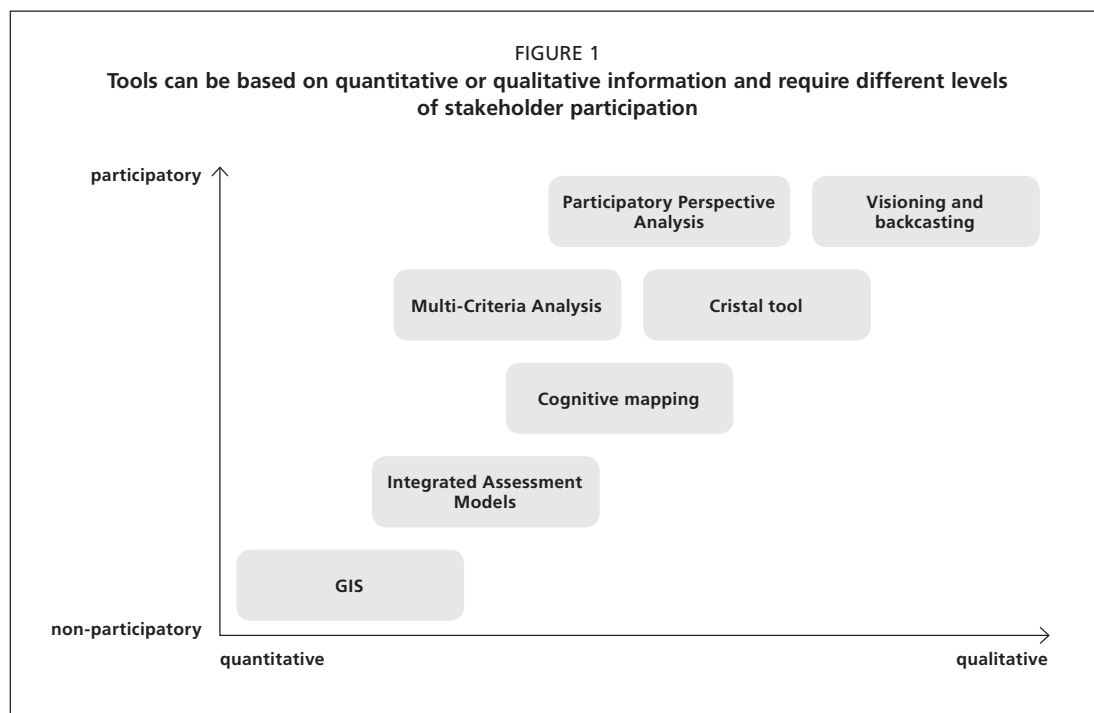 FIGURE 1
Tools can be based on quantitative or qualitative information and require different levels
of stakeholder participation
participatory
Participatory Perspective
Analysis
Visioning and
backcasting
Multi-Criteria Analysis
Cristal tool
Cognitive mapping
Integrated Assessment
Models
GIS
non-participatory
quantitative
qualitative